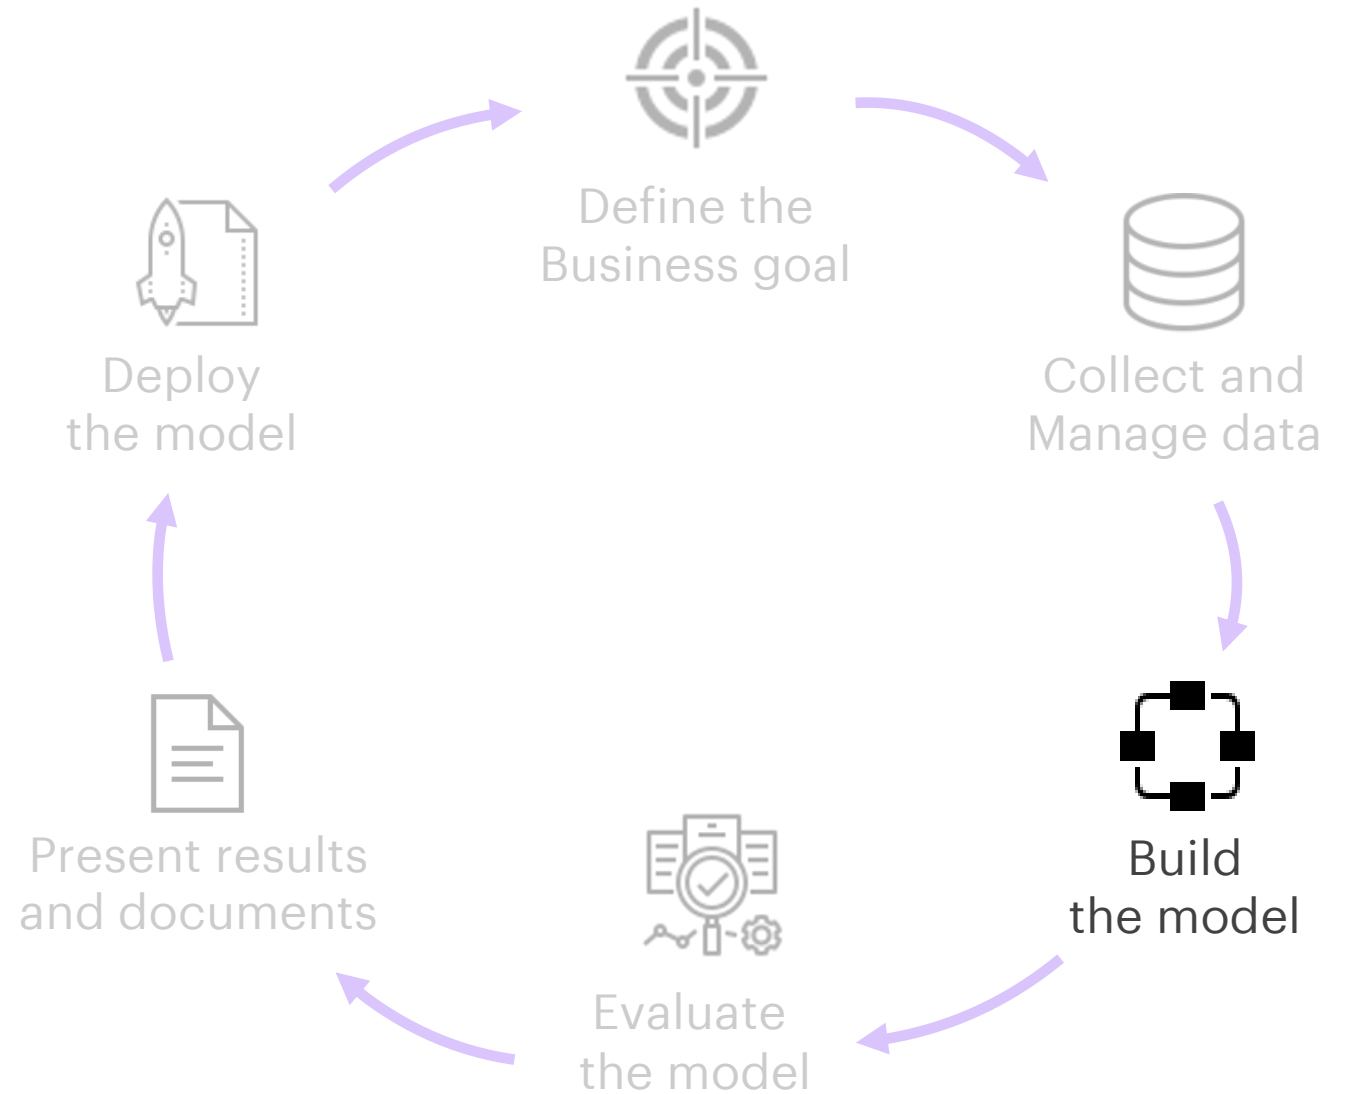 Define the
Business goal
Collect and
Manage data
Build
the model
Evaluate
the model
Present results
and documents
Deploy
the model